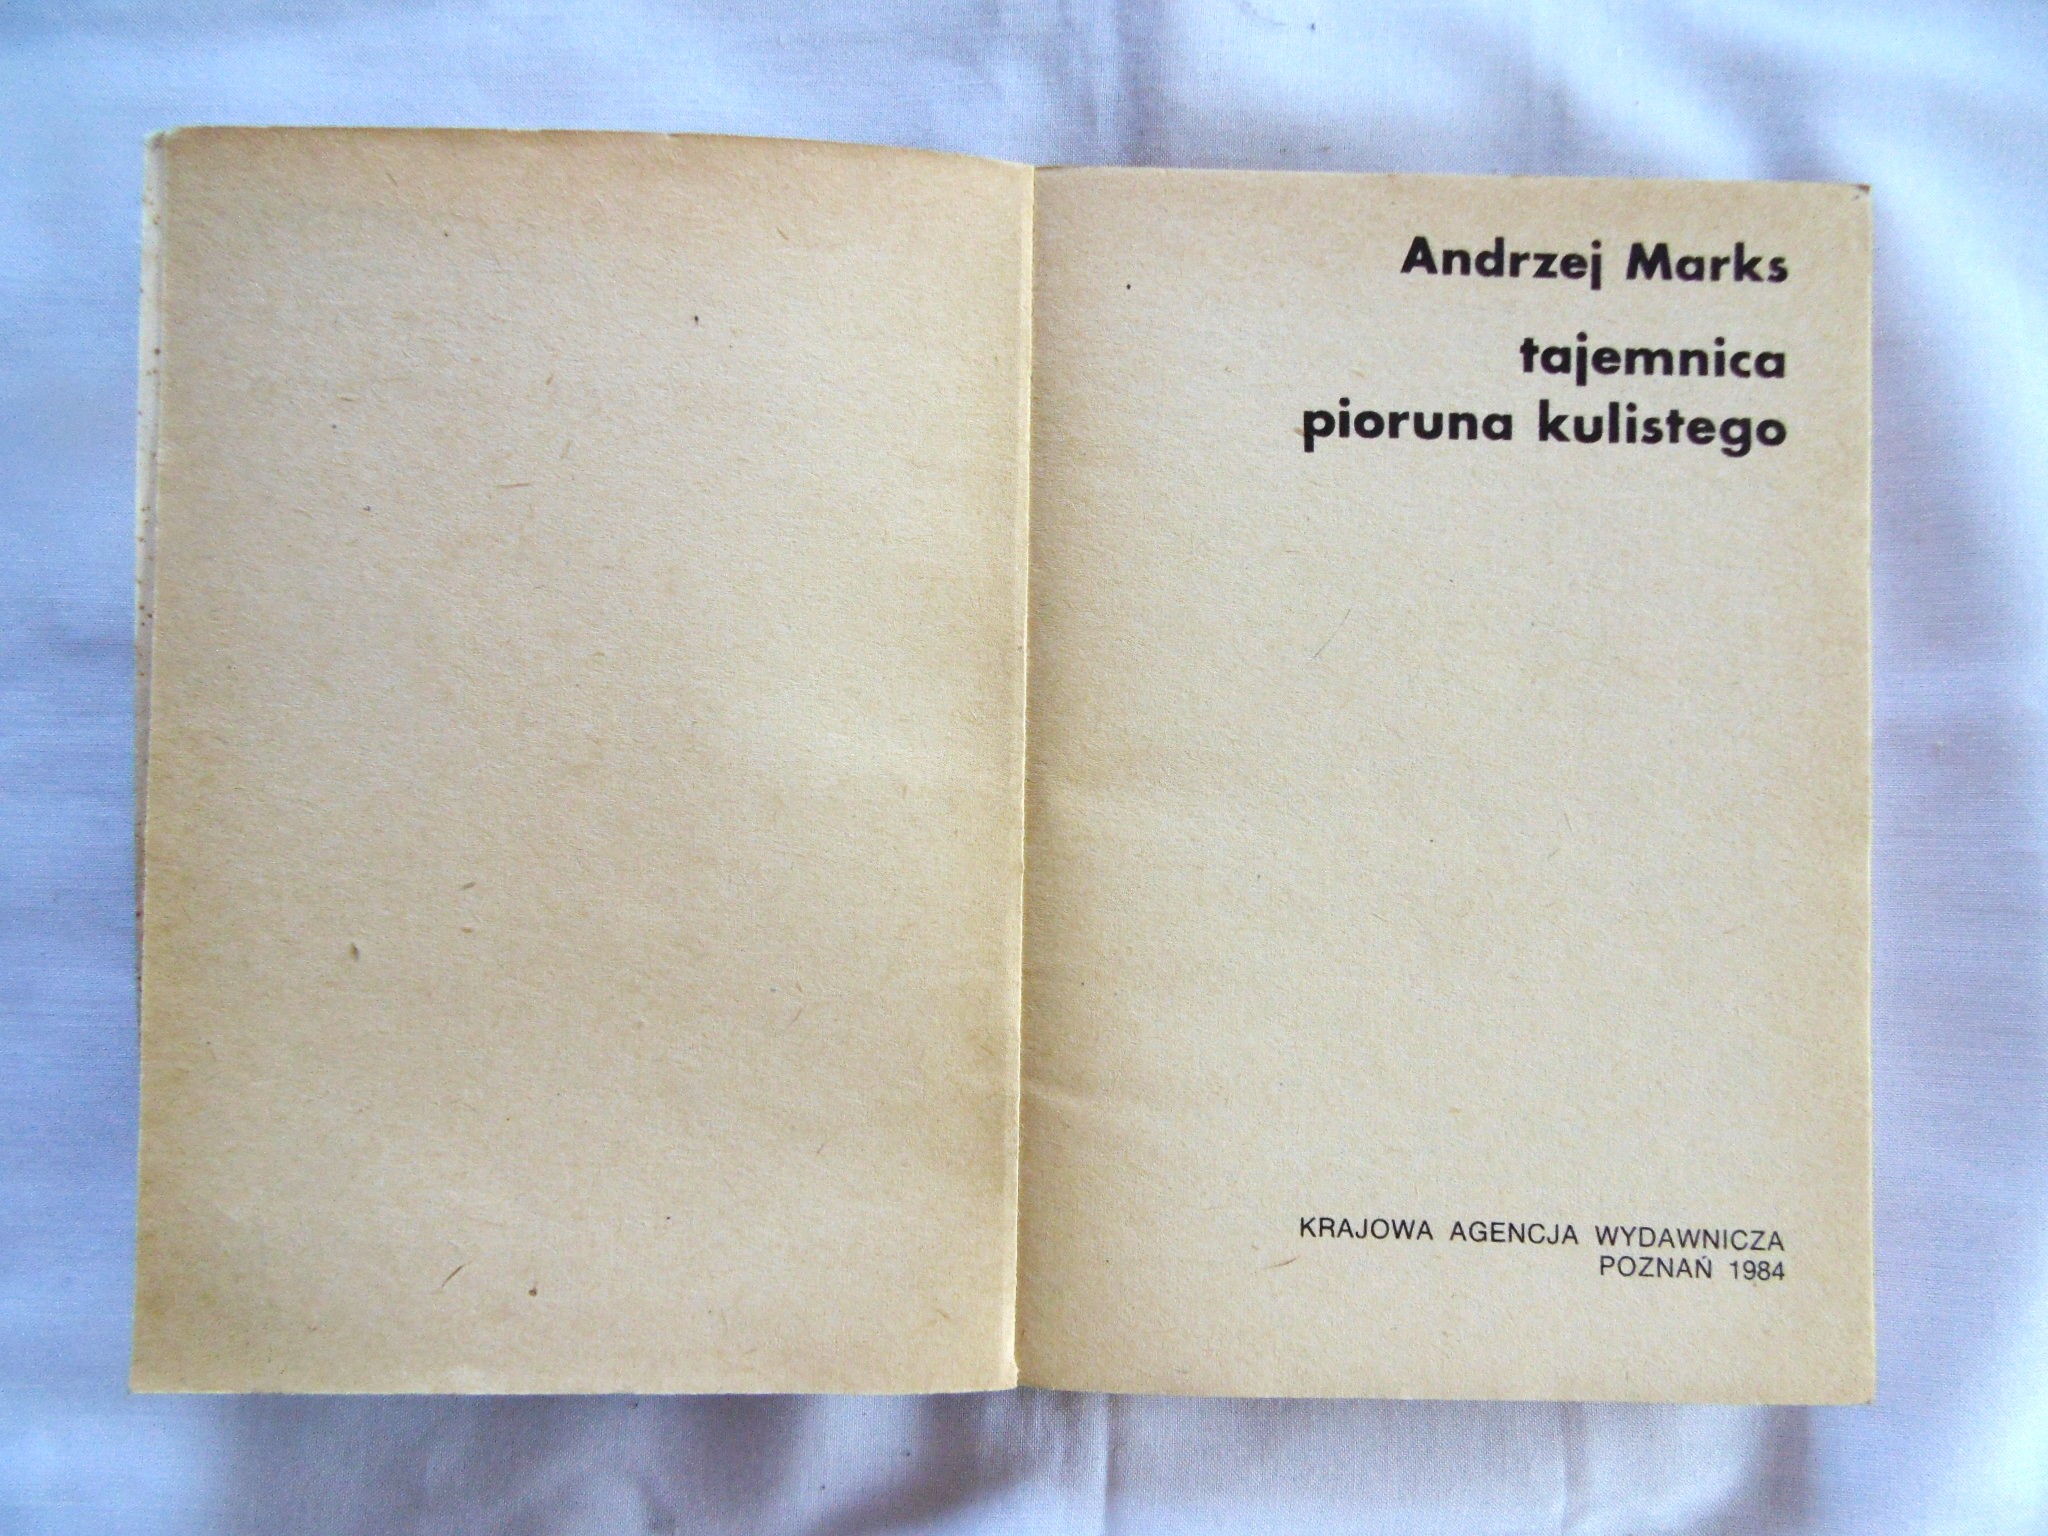 Andrzej Marks
tajemnica
pioruna kulistego
KRAJOWA AGENCJA WYDAWNICZA
POZNAŃ 1984